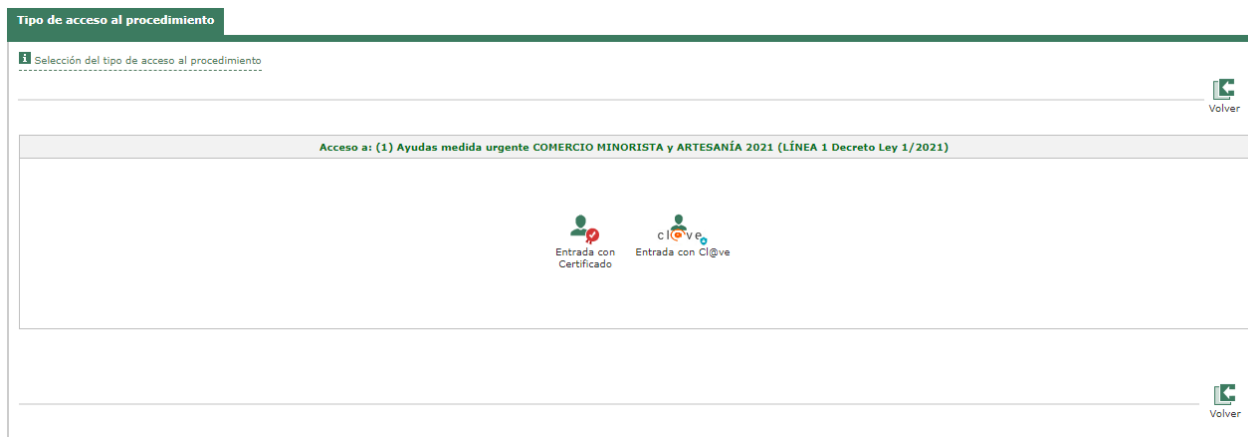 Tipo de acceso al procedimiento
i Selección del tipo de acceso al procedimiento
Volver
Acceso a: (1) Ayudas medida urgente COMERCIO MINORISTA y ARTESANÍA 2021 (LÍNEA 1 Decreto Ley 1/2021)
cl@ve
Entrada con Certificado
Entrada con Cl@ve
Volver